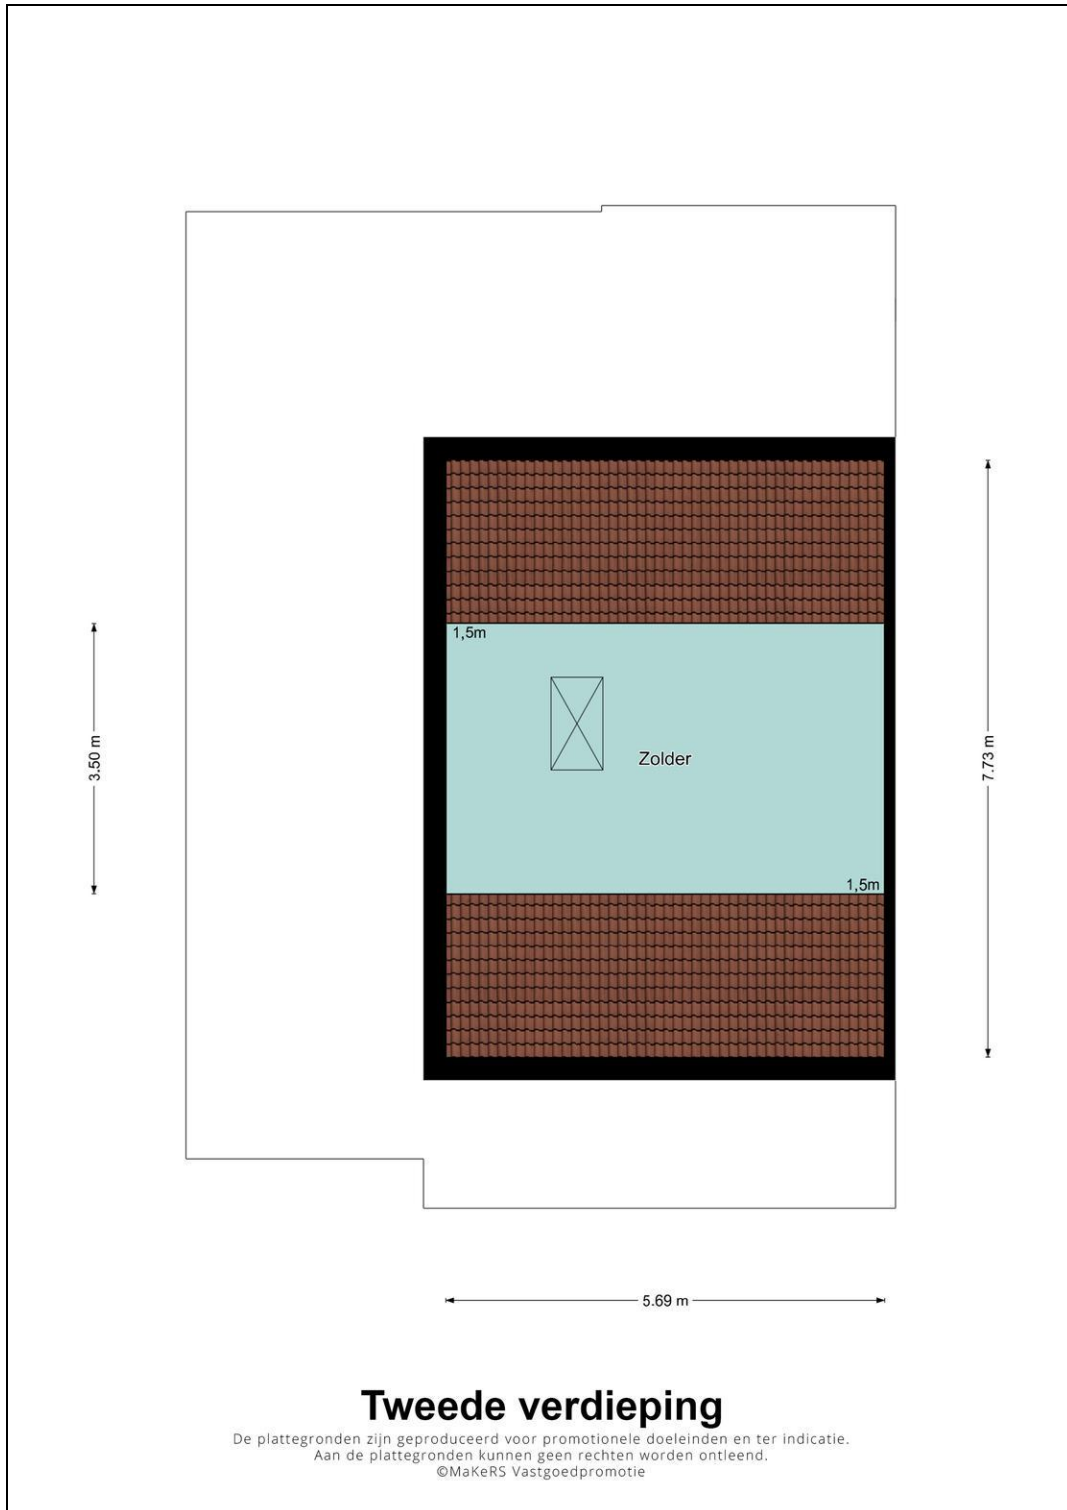 1,5m
3.50 m
Zolder
7.73 m
1,5m
5.69 m
Tweede verdieping
De plattegronden zijn geproduceerd voor promotionele doeleinden en ter indicatie.
Aan de plattegronden kunnen geen rechten worden ontleend.
©MaKeRS Vastgoedpromotie